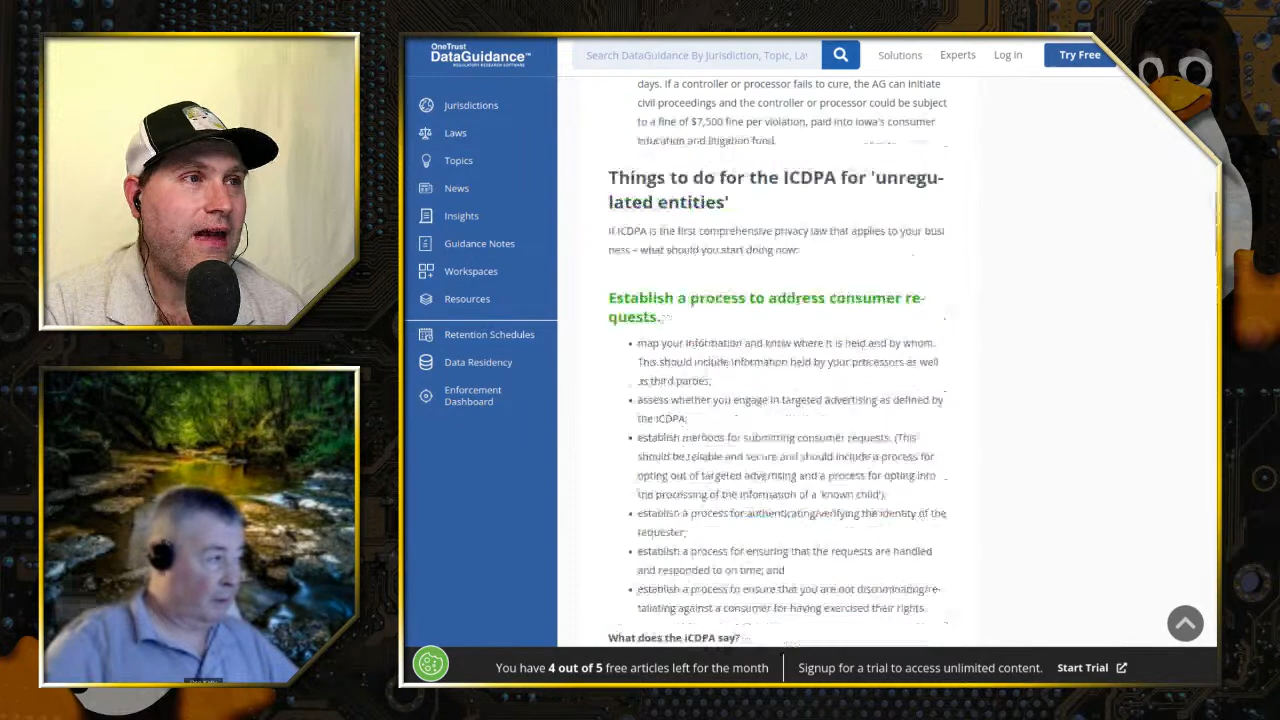 OneTrust
DataGuidance™
REGULATORY RESEARCH SOFTWARE
Search DataGuidance By Jurisdiction, Topic, La
Solutions
Experts
Log in
Try Free
Jurisdictions
Laws
Topics
News
Insights
Guidance Notes
Workspaces
Resources
Retention Schedules
Data Residency
Enforcement
Dashboard
days. If a controller or processor fails to cure, the AG can initiate
civil proceedings and the controller or processor could be subject
to a fine of $7,500 fine per violation, paid into Iowa's consumer
education and litigation fund.
Things to do for the ICDPA for 'unregu-
lated entities'
If ICDPA is the first comprehensive privacy law that applies to your busi
ness – what should you start doing now:
Establish a process to address consumer re-
quests.
• map your information and know where it is held and by whom.
This should include information held by your processors as well
as third parties;
• assess whether you engage in targeted advertising as defined by
the ICDPA;
• establish methods for submitting consumer requests. (This
should be reliable and secure and should include a process for
opting out of targeted advertising and a process for opting into
the processing of the information of a 'known child');
• establish a process for authenticating/verifying the identity of the
requester;
• establish a process for ensuring that the requests are handled
and responded to on time; and
• establish a process to ensure that you are not discriminating/re-
taliating against a consumer for having exercised their rights
What does the ICDPA say?
You have 4 out of 5 free articles left for the month
Signup for a trial to access unlimited content.
Start Trial